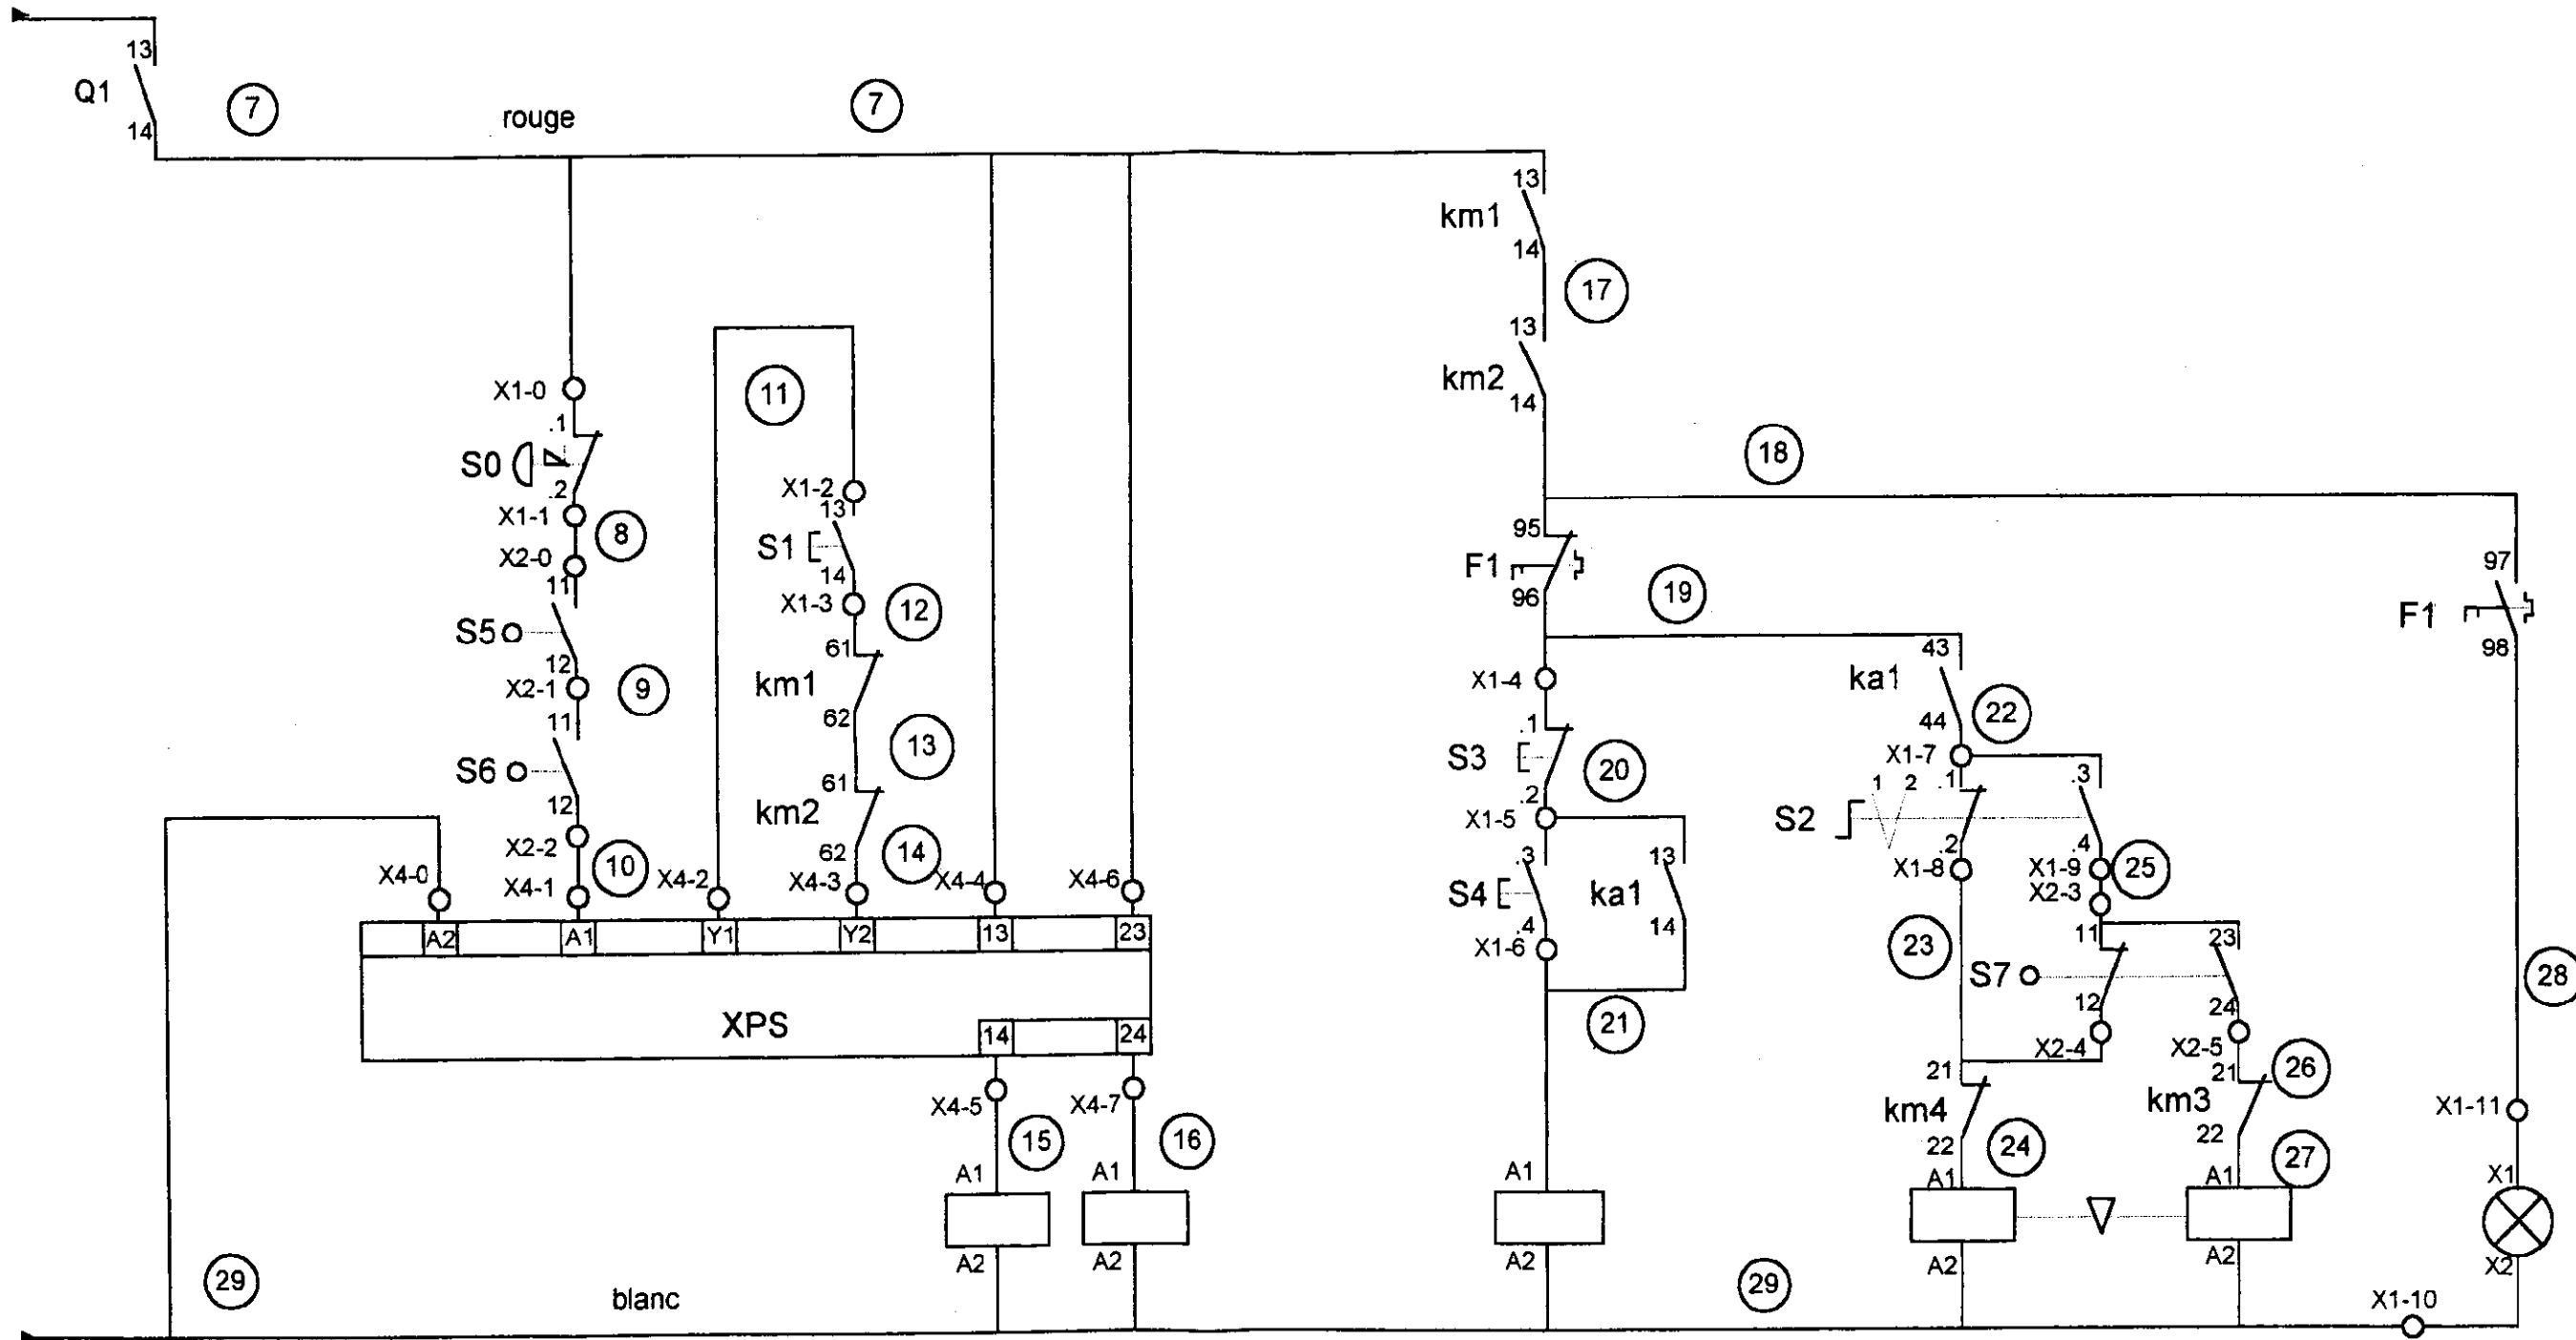 13
Q1
14
7
rouge
7
13
km1
14
17
13
km2
14
X1-0
.1
S0
.2
X1-1
8
X2-0
11
S5
12
X2-1
9
11
S6
12
X2-2
10
X4-0
X4-1
11
X1-2
13
S1
14
X1-3
12
61
km1
62
13
61
km2
62
14
X4-2
X4-3
X4-4
X4-6
A2
A1
Y1
Y2
13
23
XPS
14
24
X4-5
X4-7
15
16
A1
A1
A2
A2
18
95
F1
96
19
X1-4
.1
S3
20
.2
X1-5
.3
13
S4
ka1
.4
14
X1-6
21
A1
A2
43
ka1
44
22
X1-7
1 2
.1
.3
S2
.2
.4
X1-8
X1-9
25
X2-3
11
23
23
S7
12
24
X2-4
X2-5
21
21
26
km4
km3
22
22
24
27
A1
A1
A2
A2
97
F1
98
28
X1-11
X1
X2
X1-10
29
blanc
29